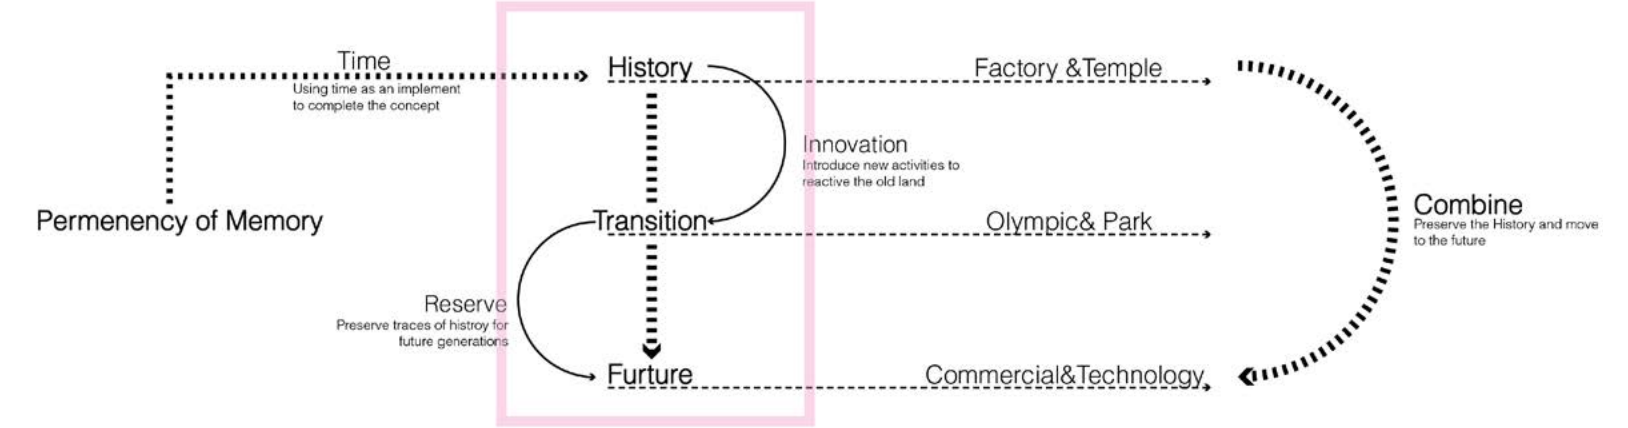 Time
Using time as an implement
to complete the concept
Permenency of Memory
History
Factory &Temple
Innovation
Introduce new activities to
reactive the old land
Transition
Olympic& Park
Reserve
Preserve traces of histroy for
future generations
Furture
Commercial&Technology
Combine
Preserve the History and move
to the future